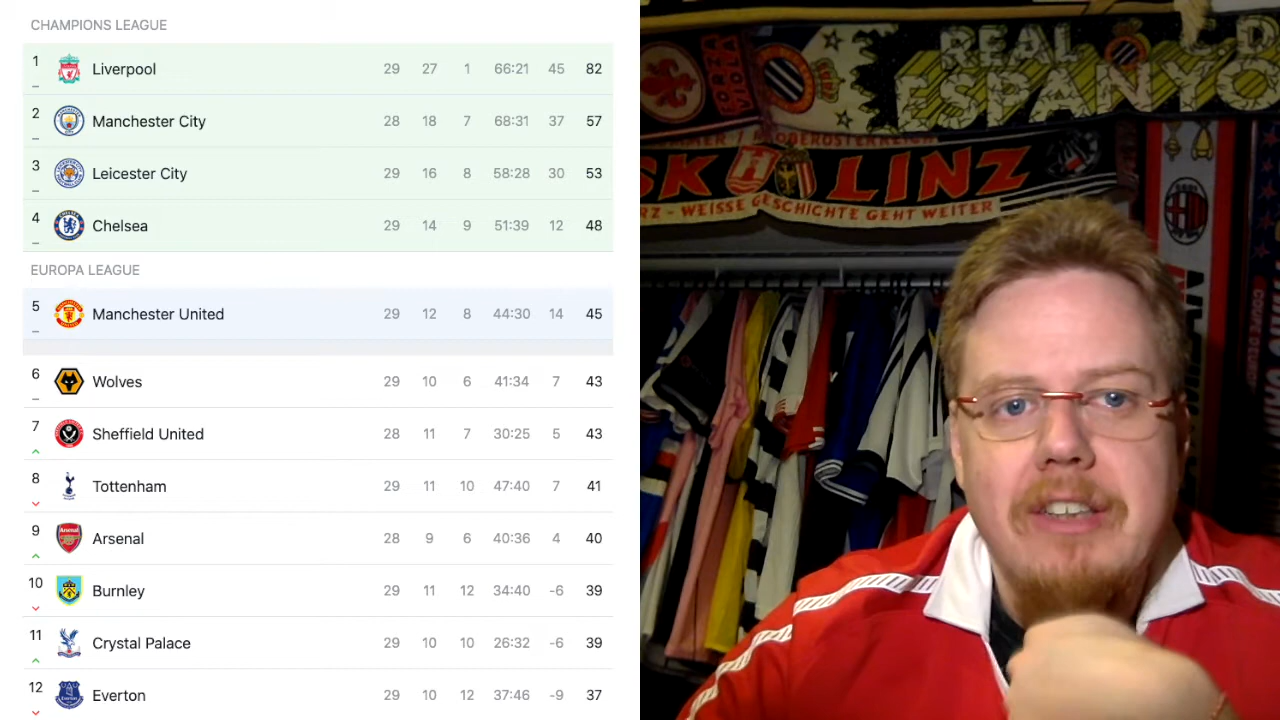 CHAMPIONS LEAGUE
1 Liverpool 29 27 1 66:21 45 82
2 Manchester City 28 18 7 68:31 37 57
3 Leicester City 29 16 8 58:28 30 53
4 Chelsea 29 14 9 51:39 12 48
EUROPA LEAGUE
5 Manchester United 29 12 8 44:30 14 45
6 Wolves 29 10 6 41:34 7 43
7 Sheffield United 28 11 7 30:25 5 43
8 Tottenham 29 11 10 47:40 7 41
9 Arsenal 28 9 6 40:36 4 40
10 Burnley 29 11 12 34:40 -6 39
11 Crystal Palace 29 10 10 26:32 -6 39
12 Everton 29 10 12 37:46 -9 37
FORZA VIOLA
REAL C D
ESPANYO
OBERÖSTERREICH
SK LINZ
RZ - WEISSE GESCHICHTE GEHT WEITER